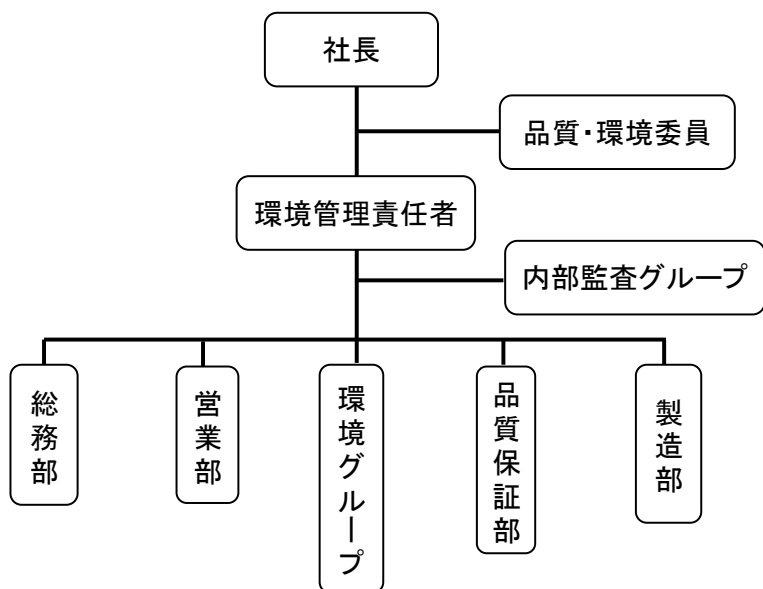 社長
品質・環境委員
環境管理責任者
内部監査グループ
総務部
営業部
環境グループ
品質保証部
製造部